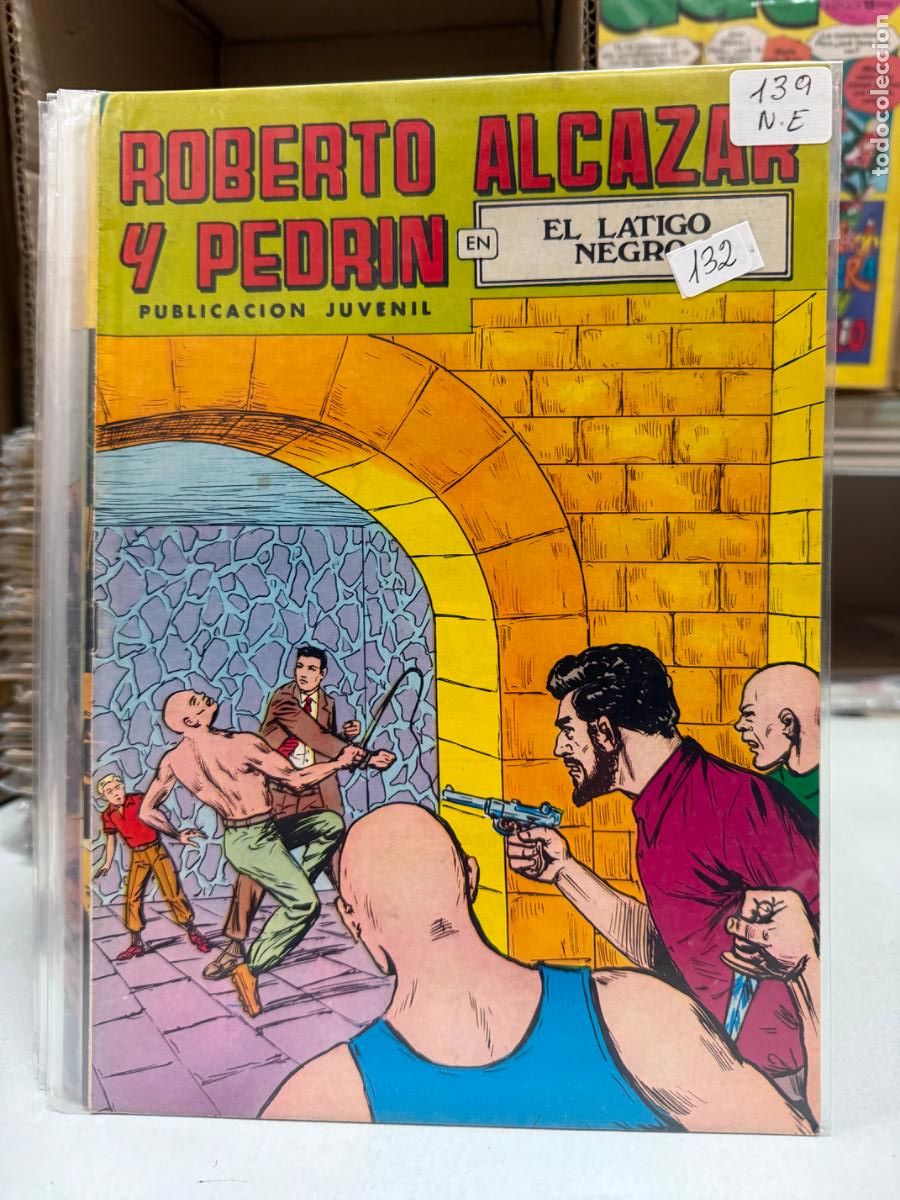 ROBERTO ALCAZAR
Y PEDRIN
EN
EL LATIGO
NEGRO
PUBLICACION JUVENIL
139
N.E
132
todocoleccion